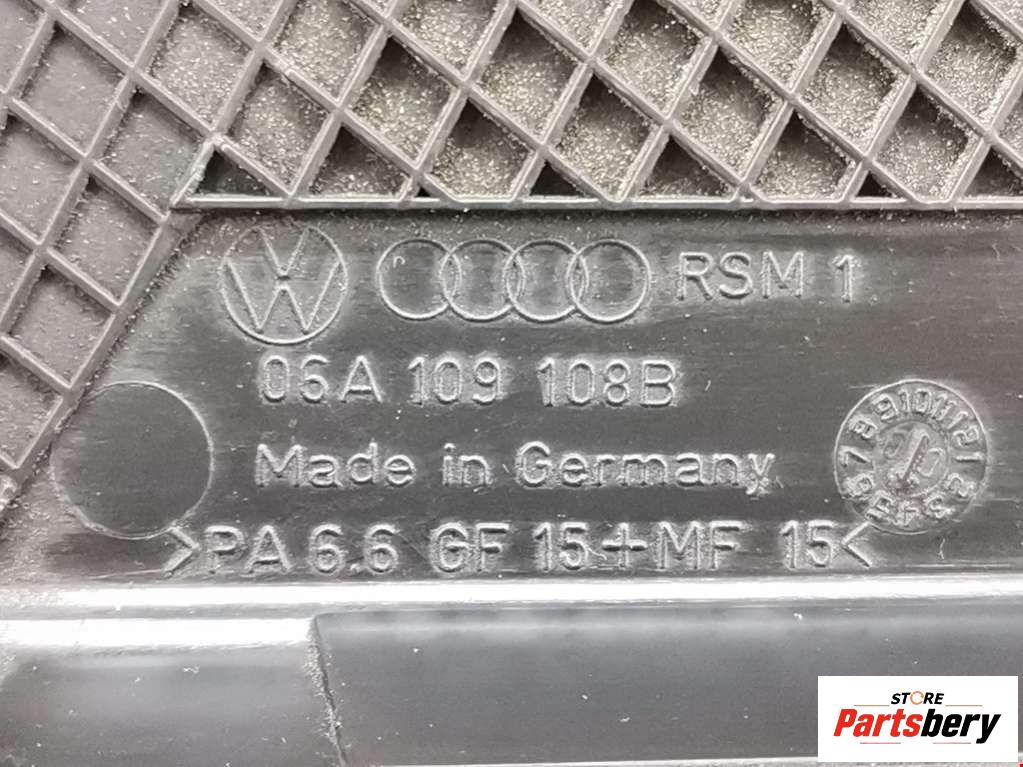 RSM 1
06A 109 108B
Made in Germany
>PA 6.6 GF 15+MF 15<
STORE
Partsbery